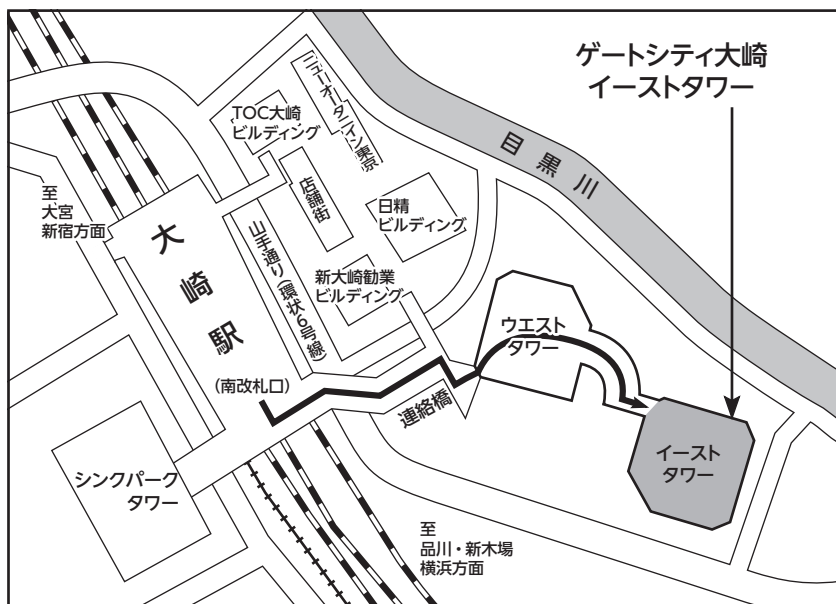 ゲートシティ大崎
イーストタワー
ニューオータニイン東京
TOC大崎
ビルディング
目黒川
店舗街
至
大宮
新宿方面
日精
ビルディング
大崎駅
山手通り(環状6号線)
新大崎勧業
ビルディング
ウエスト
タワー
(南改札口)
連絡橋
イースト
タワー
シンクパーク
タワー
至
品川・新木場
横浜方面